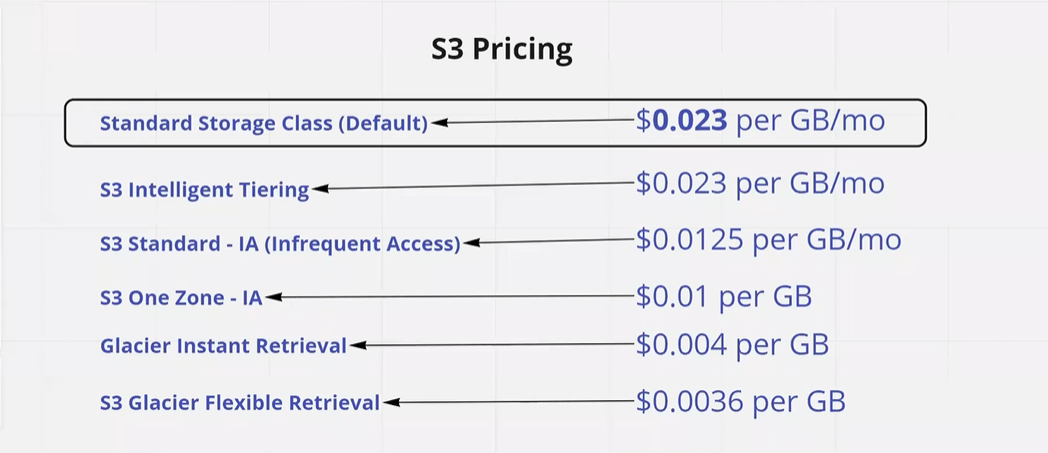 S3 Pricing
Standard Storage Class (Default) $0.023 per GB/mo
S3 Intelligent Tiering $0.023 per GB/mo
S3 Standard - IA (Infrequent Access) $0.0125 per GB/mo
S3 One Zone - IA $0.01 per GB
Glacier Instant Retrieval $0.004 per GB
S3 Glacier Flexible Retrieval $0.0036 per GB